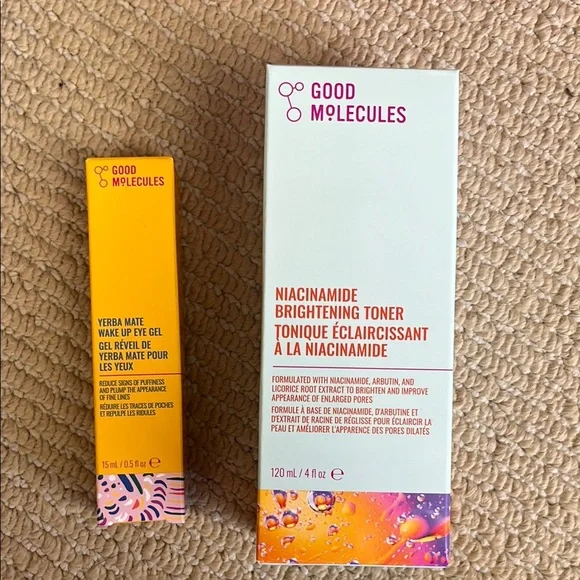 GOOD
MOLECULES
YERBA MATE
WAKE UP EYE GEL
GEL RÉVEIL DE
YERBA MATE POUR
LES YEUX
REDUCE SIGNS OF PUFFINESS
AND PLUMP THE APPEARANCE
OF FINE LINES
RÉDUIRE LES TRACES DE POCHES
ET REPULPE LES RIDULES
15 mL / 0.5 fl oz ℮
GOOD
MOLECULES
NIACINAMIDE
BRIGHTENING TONER
TONIQUE ÉCLAIRCISSANT
À LA NIACINAMIDE
FORMULATED WITH NIACINAMIDE, ARBUTIN, AND
LICORICE ROOT EXTRACT TO BRIGHTEN AND IMPROVE
APPEARANCE OF ENLARGED PORES
FORMULE À BASE DE NIACINAMIDE, D'ARBUTINE ET
D'EXTRAIT DE RACINE DE RÉGLISSE POUR ÉCLAIRCIR LA
PEAU ET AMÉLIORER L'APPARENCE DES PORES DILATÉS
120 mL / 4 fl oz ℮